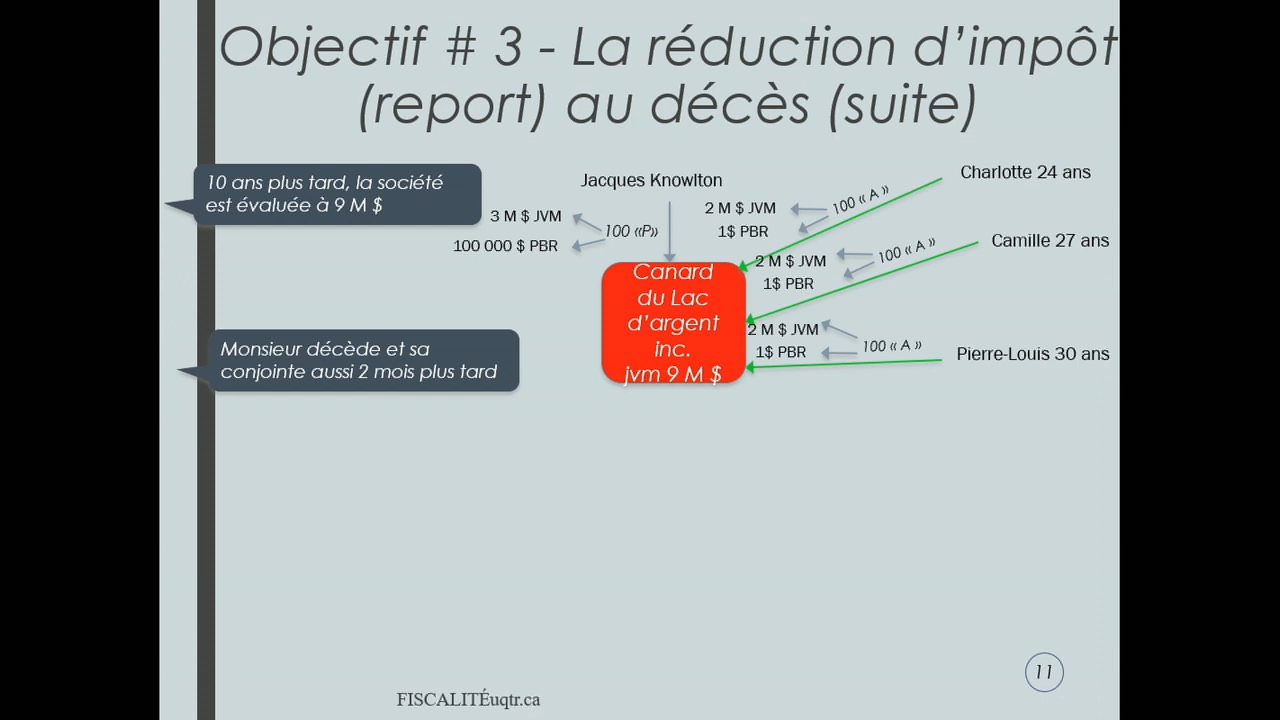 Objectif # 3 - La réduction d’impôt
(report) au décès (suite)
10 ans plus tard, la société
est évaluée à 9 M $
Jacques Knowlton
3 M $ JVM
100 000 $ PBR
100 «P»
2 M $ JVM
1$ PBR
100 « A »
Charlotte 24 ans
2 M $ JVM
1$ PBR
100 « A »
Camille 27 ans
Canard
du Lac
d’argent
inc.
jvm 9 M $
2 M $ JVM
1$ PBR
100 « A »
Pierre-Louis 30 ans
Monsieur décède et sa
conjointe aussi 2 mois plus tard
11
FISCALITÉuqtr.ca